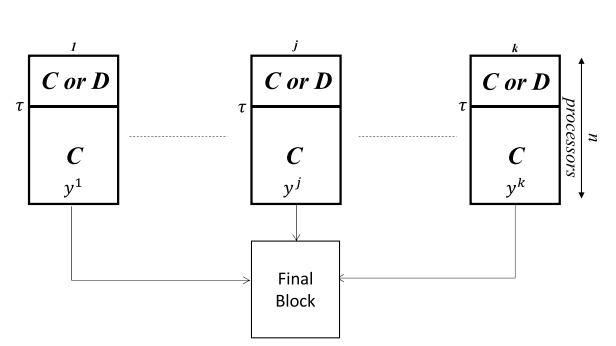 1
j
k
C or D
C or D
C or D
τ
τ
τ
C
C
C
y¹
yʲ
yᵏ
n
processors
Final
Block